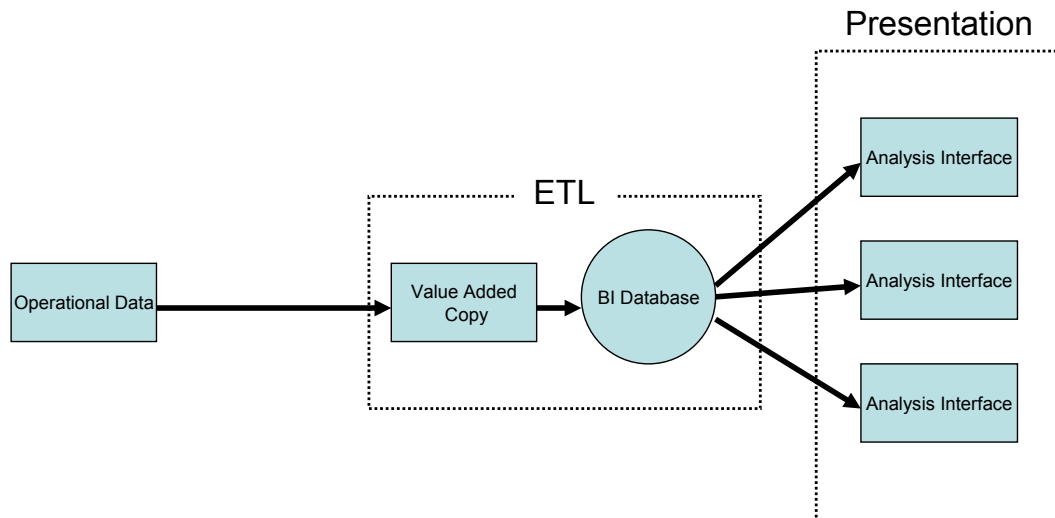 Presentation
Analysis Interface
ETL
Operational Data
Value Added
Copy
BI Database
Analysis Interface
Analysis Interface